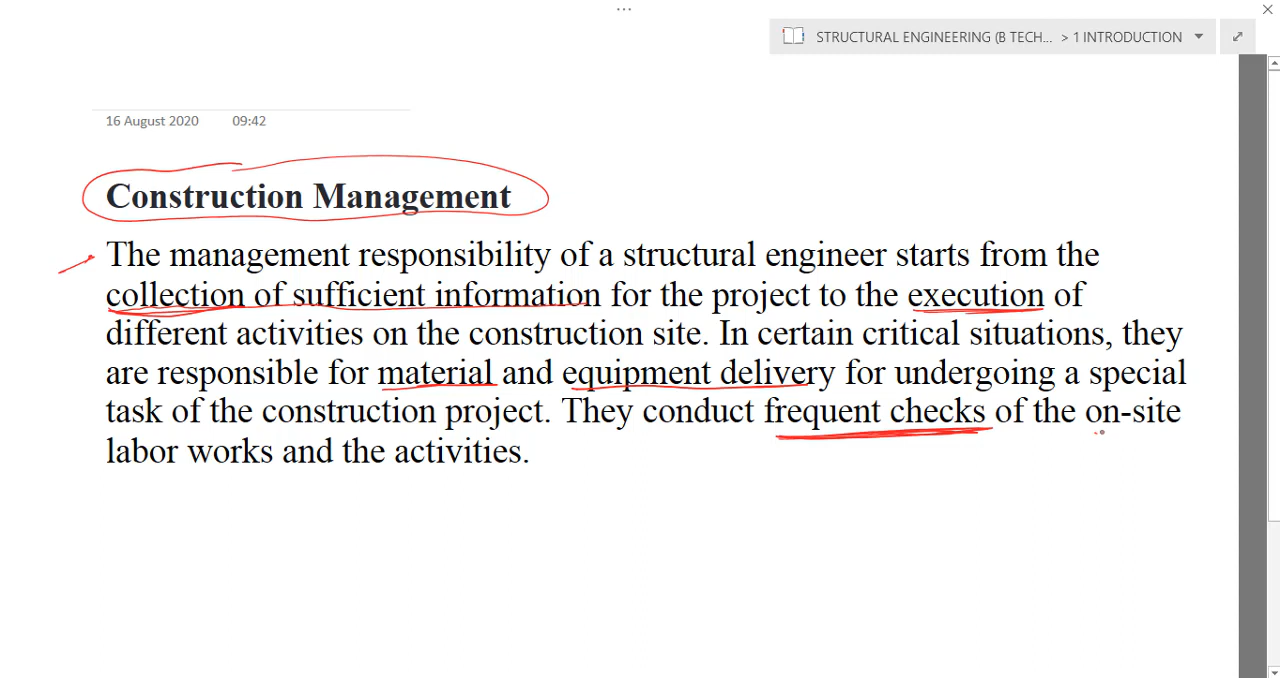 ...
STRUCTURAL ENGINEERING (B TECH... > 1 INTRODUCTION
16 August 2020 09:42
Construction Management
The management responsibility of a structural engineer starts from the
collection of sufficient information for the project to the execution of
different activities on the construction site. In certain critical situations, they
are responsible for material and equipment delivery for undergoing a special
task of the construction project. They conduct frequent checks of the on-site
labor works and the activities.